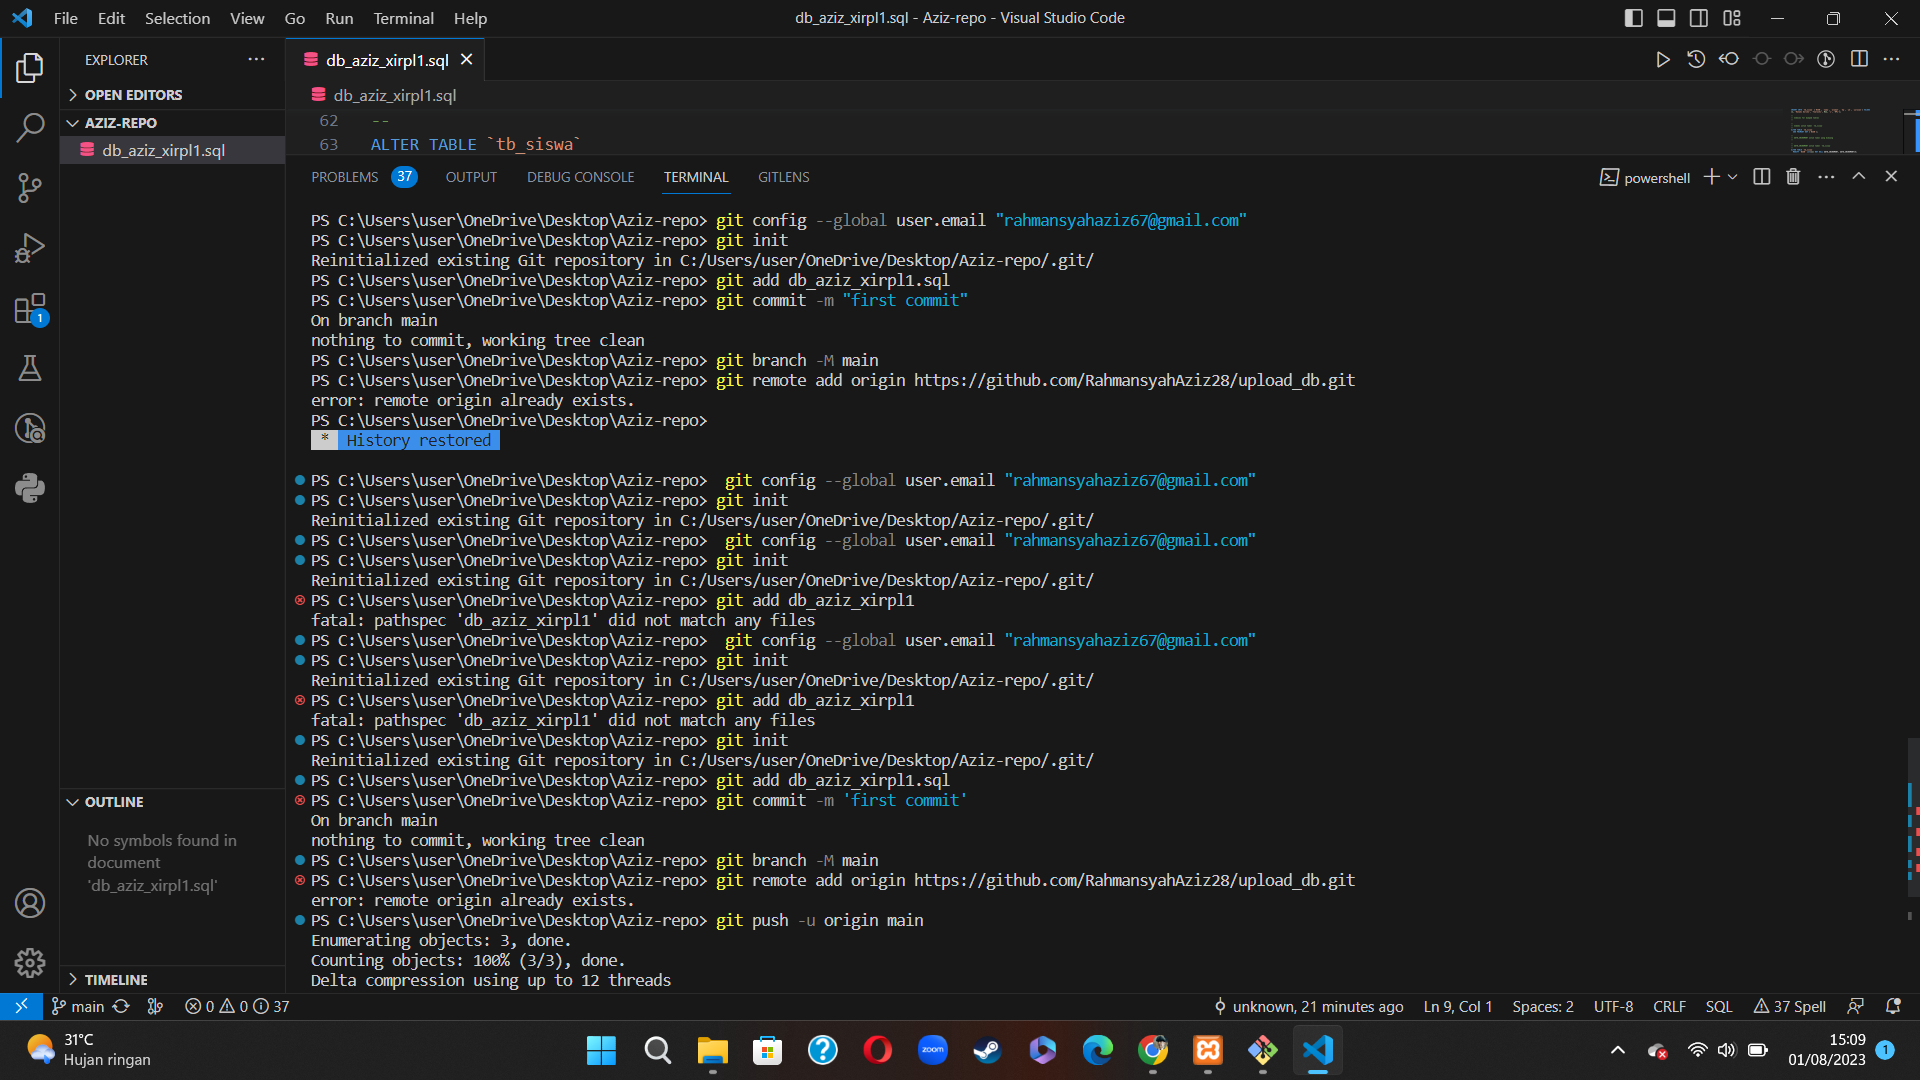 File Edit Selection View Go Run Terminal Help
db_aziz_xirpl1.sql - Aziz-repo - Visual Studio Code
EXPLORER
OPEN EDITORS
AZIZ-REPO
db_aziz_xirpl1.sql
OUTLINE
No symbols found in
document
'db_aziz_xirpl1.sql'
TIMELINE
1
db_aziz_xirpl1.sql
db_aziz_xirpl1.sql
62 --
63 ALTER TABLE `tb_siswa`
PROBLEMS 37 OUTPUT DEBUG CONSOLE TERMINAL GITLENS
powershell
PS C:\Users\user\OneDrive\Desktop\Aziz-repo> git config --global user.email "rahmansyahaziz67@gmail.com"
PS C:\Users\user\OneDrive\Desktop\Aziz-repo> git init
Reinitialized existing Git repository in C:/Users/user/OneDrive/Desktop/Aziz-repo/.git/
PS C:\Users\user\OneDrive\Desktop\Aziz-repo> git add db_aziz_xirpl1.sql
PS C:\Users\user\OneDrive\Desktop\Aziz-repo> git commit -m "first commit"
On branch main
nothing to commit, working tree clean
PS C:\Users\user\OneDrive\Desktop\Aziz-repo> git branch -M main
PS C:\Users\user\OneDrive\Desktop\Aziz-repo> git remote add origin https://github.com/RahmansyahAziz28/upload_db.git
error: remote origin already exists.
PS C:\Users\user\OneDrive\Desktop\Aziz-repo>
* History restored
PS C:\Users\user\OneDrive\Desktop\Aziz-repo>  git config --global user.email "rahmansyahaziz67@gmail.com"
PS C:\Users\user\OneDrive\Desktop\Aziz-repo> git init
Reinitialized existing Git repository in C:/Users/user/OneDrive/Desktop/Aziz-repo/.git/
PS C:\Users\user\OneDrive\Desktop\Aziz-repo>  git config --global user.email "rahmansyahaziz67@gmail.com"
PS C:\Users\user\OneDrive\Desktop\Aziz-repo> git init
Reinitialized existing Git repository in C:/Users/user/OneDrive/Desktop/Aziz-repo/.git/
PS C:\Users\user\OneDrive\Desktop\Aziz-repo> git add db_aziz_xirpl1
fatal: pathspec 'db_aziz_xirpl1' did not match any files
PS C:\Users\user\OneDrive\Desktop\Aziz-repo>  git config --global user.email "rahmansyahaziz67@gmail.com"
PS C:\Users\user\OneDrive\Desktop\Aziz-repo> git init
Reinitialized existing Git repository in C:/Users/user/OneDrive/Desktop/Aziz-repo/.git/
PS C:\Users\user\OneDrive\Desktop\Aziz-repo> git add db_aziz_xirpl1
fatal: pathspec 'db_aziz_xirpl1' did not match any files
PS C:\Users\user\OneDrive\Desktop\Aziz-repo> git init
Reinitialized existing Git repository in C:/Users/user/OneDrive/Desktop/Aziz-repo/.git/
PS C:\Users\user\OneDrive\Desktop\Aziz-repo> git add db_aziz_xirpl1.sql
PS C:\Users\user\OneDrive\Desktop\Aziz-repo> git commit -m 'first commit'
On branch main
nothing to commit, working tree clean
PS C:\Users\user\OneDrive\Desktop\Aziz-repo> git branch -M main
PS C:\Users\user\OneDrive\Desktop\Aziz-repo> git remote add origin https://github.com/RahmansyahAziz28/upload_db.git
error: remote origin already exists.
PS C:\Users\user\OneDrive\Desktop\Aziz-repo> git push -u origin main
Enumerating objects: 3, done.
Counting objects: 100% (3/3), done.
Delta compression using up to 12 threads
main 0 0 37 unknown, 21 minutes ago Ln 9, Col 1 Spaces: 2 UTF-8 CRLF SQL 37 Spell
31°C
Hujan ringan
zoom
15:09
01/08/2023
1